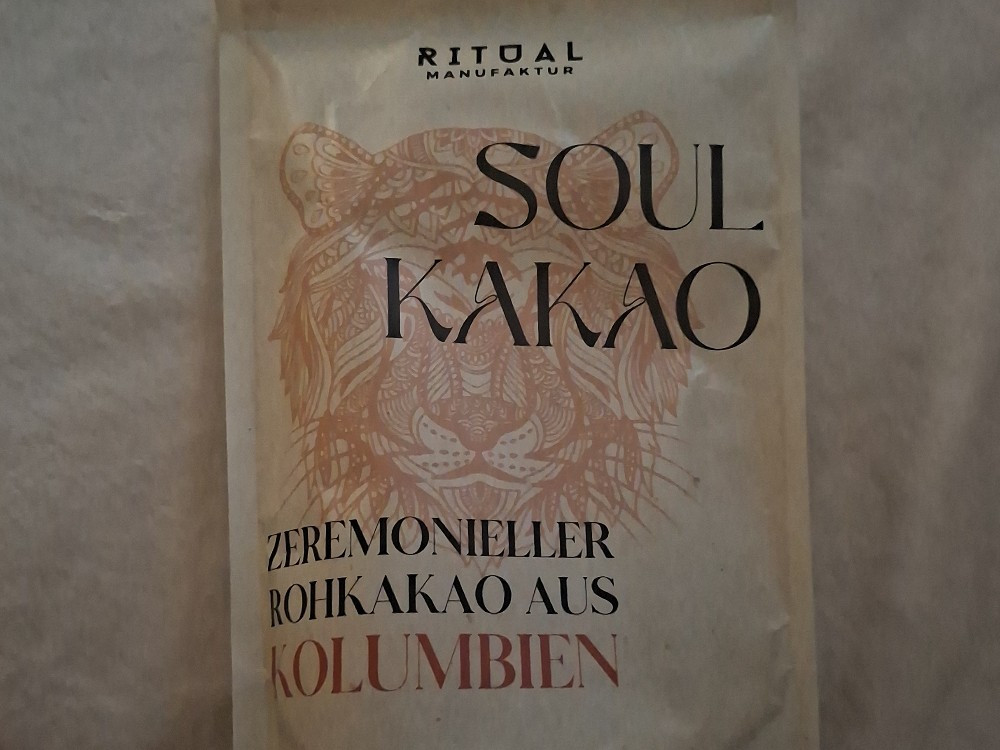 RITUAL
MANUFAKTUR
SOUL
KAKAO
ZEREMONIELLER
ROHKAKAO AUS
KOLUMBIEN